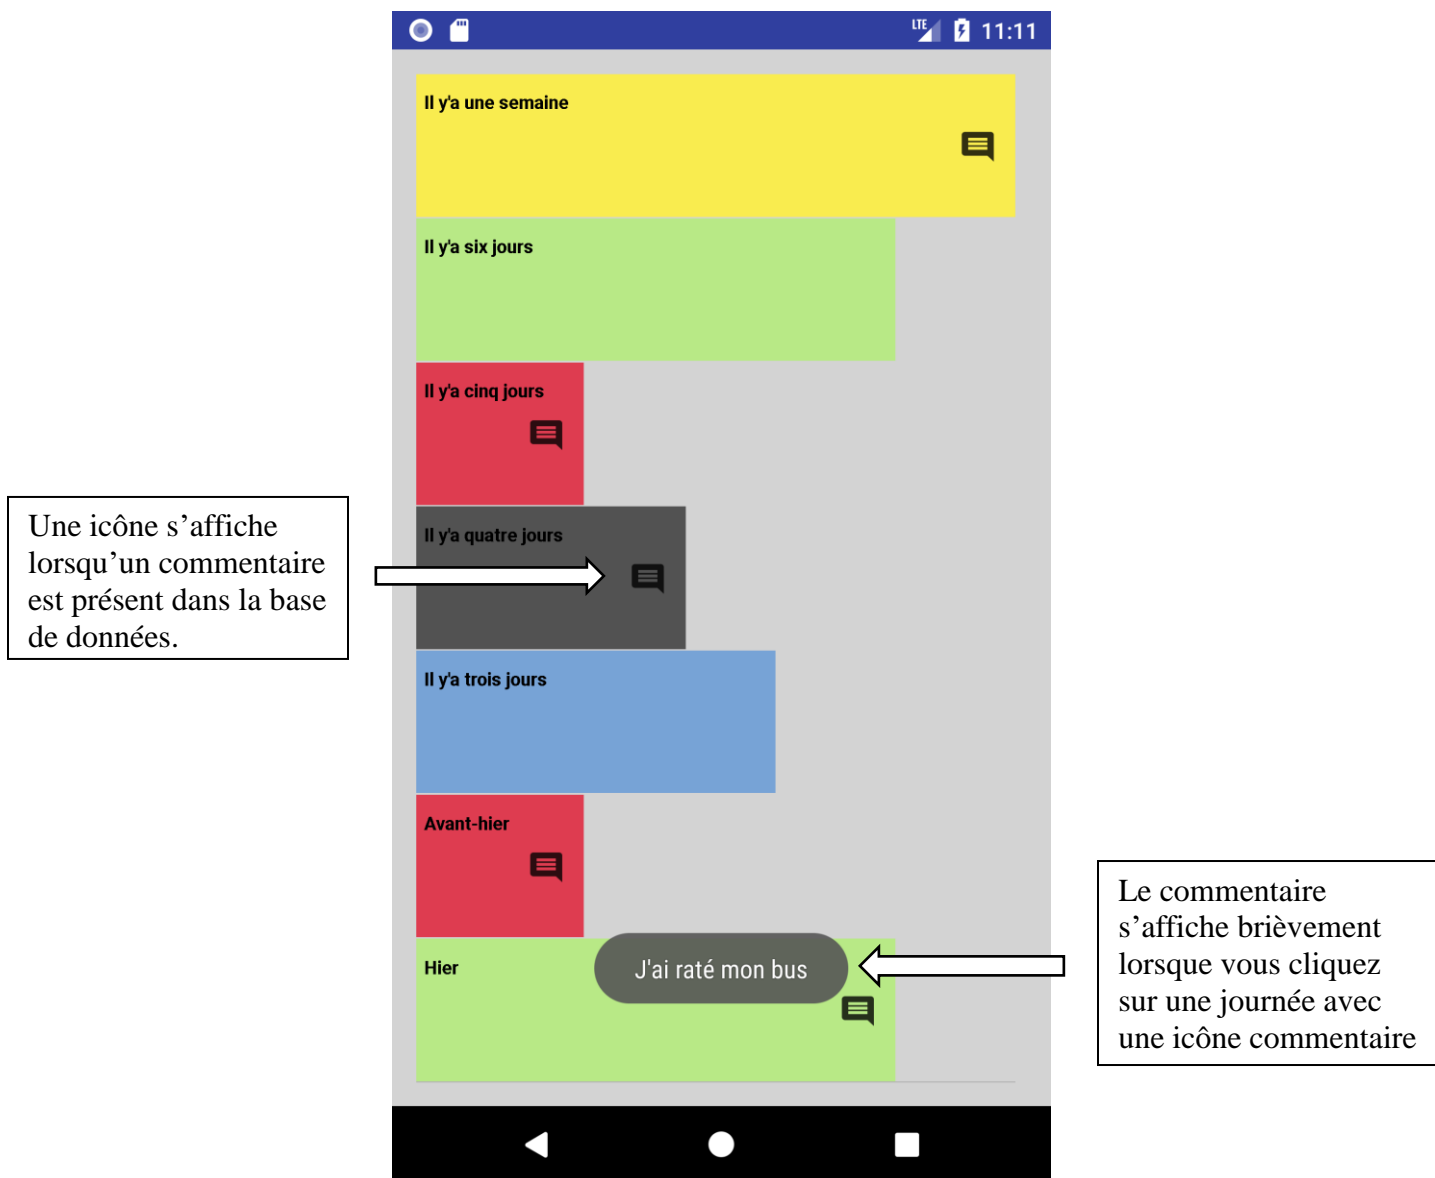 LTE 11:11
Il y'a une semaine
Il y'a six jours
Il y'a cinq jours
Une icône s’affiche
lorsqu’un commentaire
est présent dans la base
de données.
Il y'a quatre jours
Il y'a trois jours
Avant-hier
Hier
J'ai raté mon bus
Le commentaire
s’affiche brièvement
lorsque vous cliquez
sur une journée avec
une icône commentaire